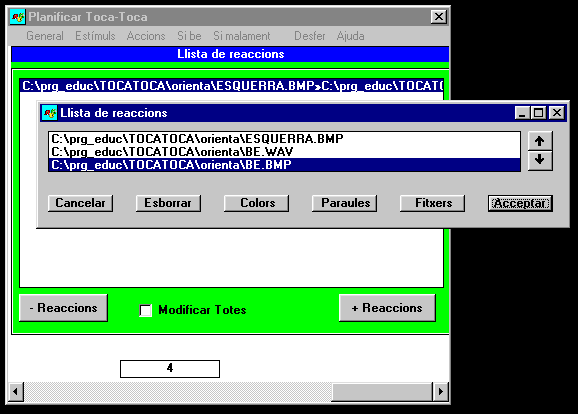 Planificar Toca-Toca
General Estímuls Accions Si be Si malament Desfer Ajuda
Llista de reaccions
C:\prg_educ\TOCATOCA\orienta\ESQUERRA.BMP»C:\prg_educ\TOCATO
Llista de reaccions
C:\prg_educ\TOCATOCA\orienta\ESQUERRA.BMP
C:\prg_educ\TOCATOCA\orienta\BE.WAV
C:\prg_educ\TOCATOCA\orienta\BE.BMP
Cancelar Esborrar Colors Paraules Fitxers Acceptar
- Reaccions Modificar Totes + Reaccions
4